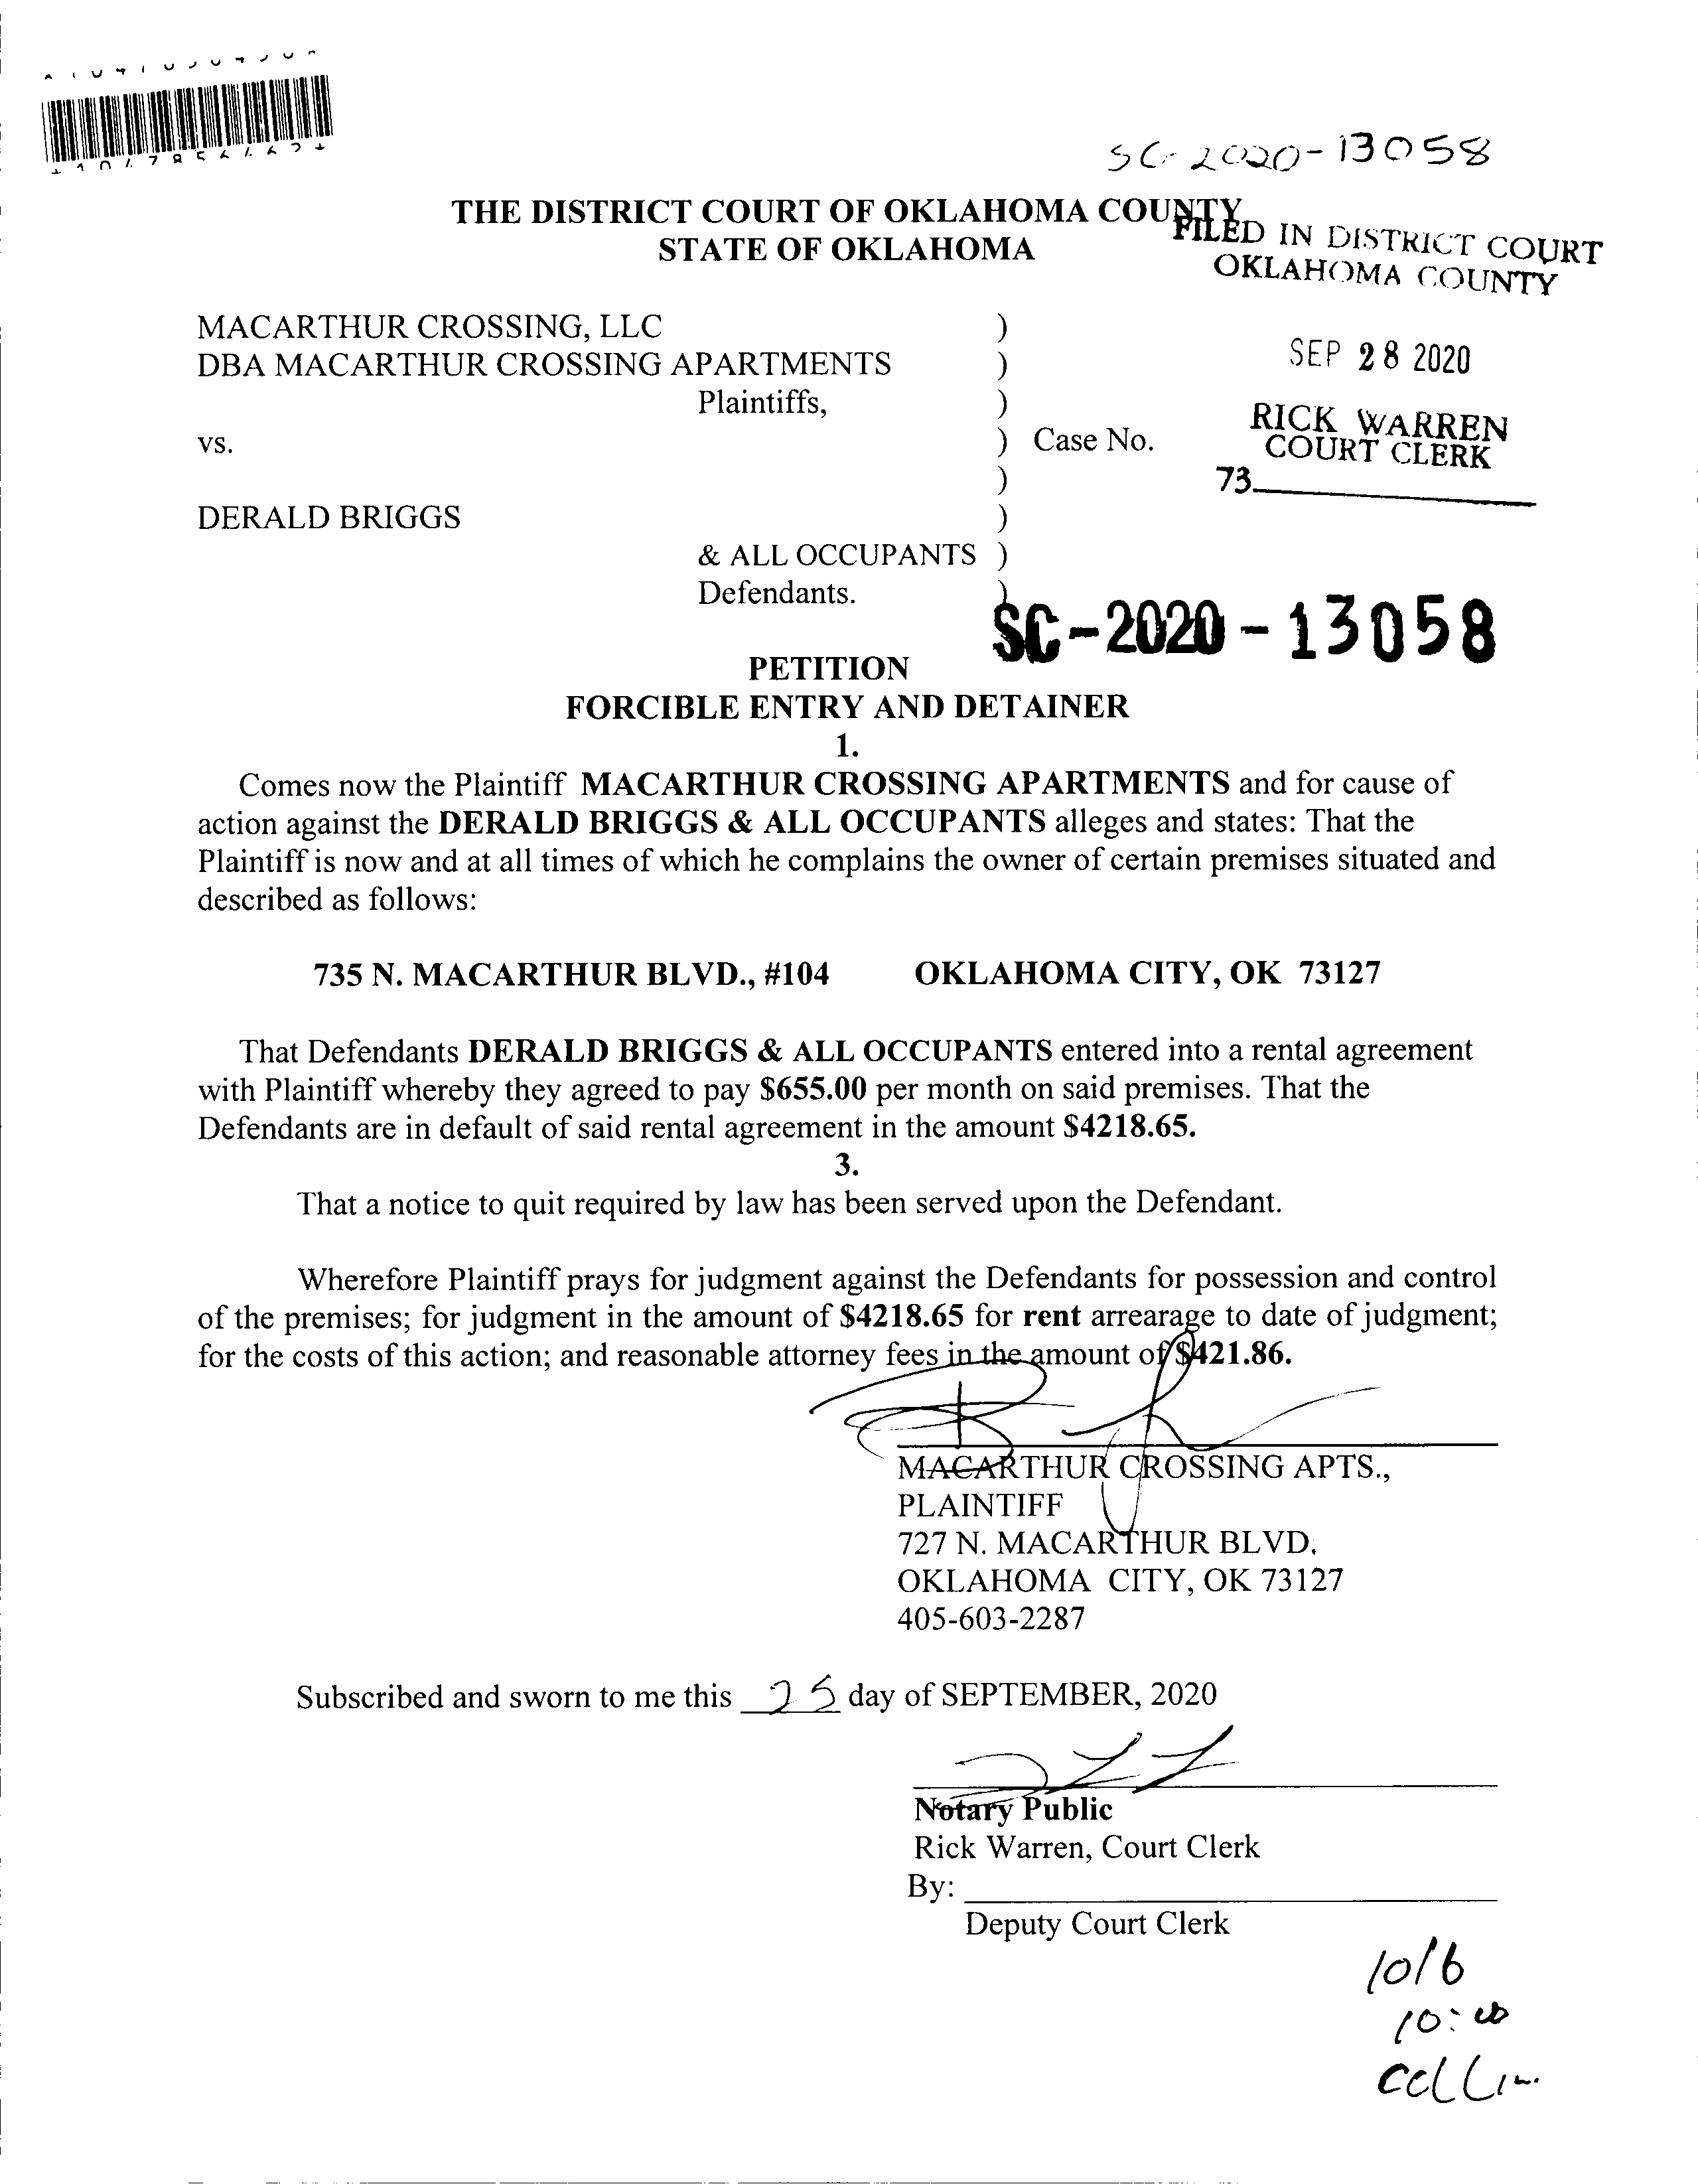 SC-2020-13058
THE DISTRICT COURT OF OKLAHOMA COUNTY
STATE OF OKLAHOMA
FILED IN DISTRICT COURT
OKLAHOMA COUNTY
MACARTHUR CROSSING, LLC )
DBA MACARTHUR CROSSING APARTMENTS )
SEP 28 2020
Plaintiffs, )
vs. ) Case No.
RICK WARREN
COURT CLERK
)
73
DERALD BRIGGS )
& ALL OCCUPANTS )
Defendants. )
SC-2020-13058
PETITION
FORCIBLE ENTRY AND DETAINER
1.
Comes now the Plaintiff MACARTHUR CROSSING APARTMENTS and for cause of
action against the DERALD BRIGGS & ALL OCCUPANTS alleges and states: That the
Plaintiff is now and at all times of which he complains the owner of certain premises situated and
described as follows:
735 N. MACARTHUR BLVD., #104 OKLAHOMA CITY, OK 73127
That Defendants DERALD BRIGGS & ALL OCCUPANTS entered into a rental agreement
with Plaintiff whereby they agreed to pay $655.00 per month on said premises. That the
Defendants are in default of said rental agreement in the amount $4218.65.
3.
That a notice to quit required by law has been served upon the Defendant.
Wherefore Plaintiff prays for judgment against the Defendants for possession and control
of the premises; for judgment in the amount of $4218.65 for rent arrearage to date of judgment;
for the costs of this action; and reasonable attorney fees in the amount of $421.86.
MACARTHUR CROSSING APTS.,
PLAINTIFF
727 N. MACARTHUR BLVD.
OKLAHOMA CITY, OK 73127
405-603-2287
Subscribed and sworn to me this 25 day of SEPTEMBER, 2020
Notary Public
Rick Warren, Court Clerk
By:
Deputy Court Clerk
10/6
10:00